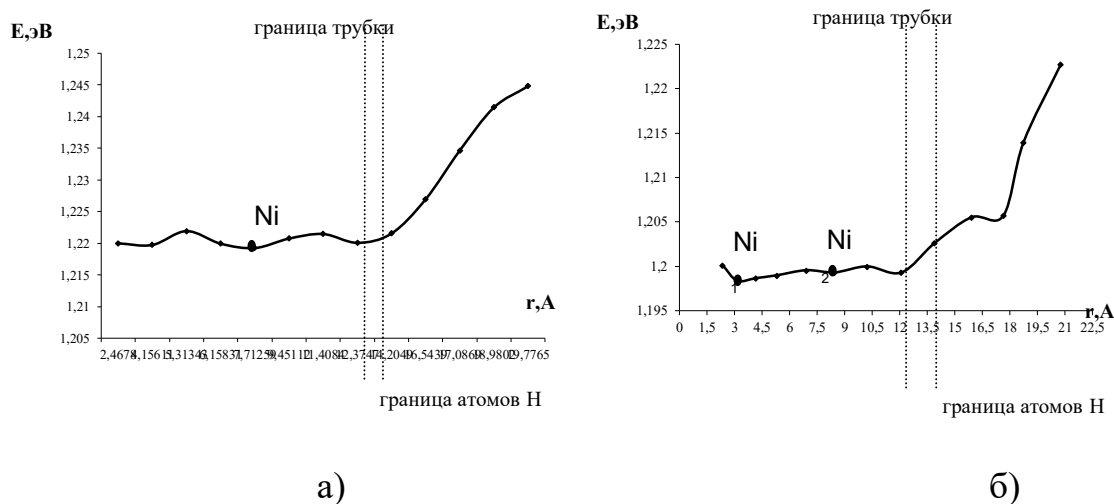 E,эВ
граница трубки
1,25
1,245
1,24
1,235
1,23
1,225
1,22
1,215
1,21
1,205
Ni
r,A
граница атомов Н
а)
E,эВ
граница трубки
1,225
1,22
1,215
1,21
1,205
1,2
1,195
Ni
1
Ni
2
r,A
0 1,5 3 4,5 6 7,5 9 10,5 12 13,5 15 16,5 18 19,5 21 22,5
граница атомов Н
б)